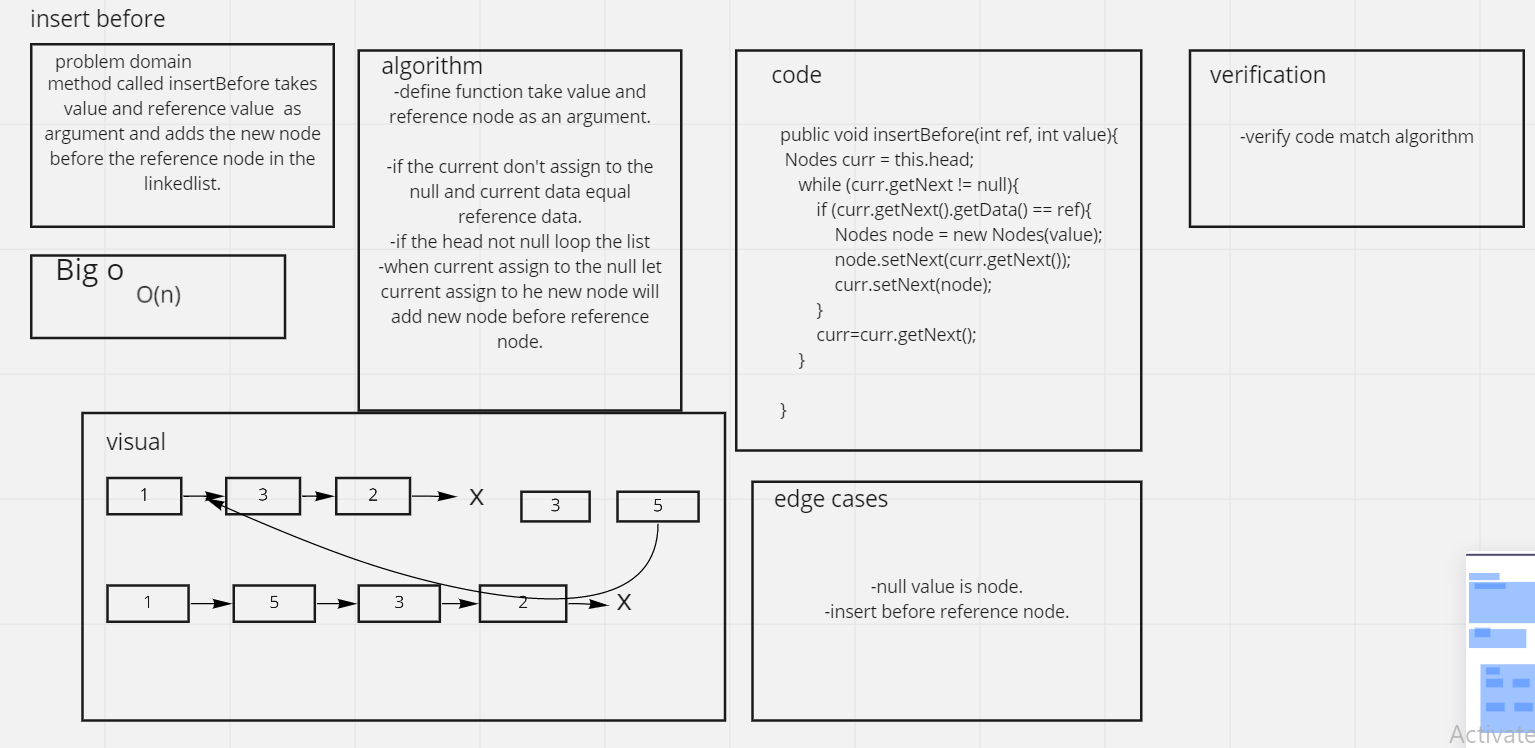 insert before
problem domain
method called insertBefore takes
value and reference value as
argument and adds the new node
before the reference node in the
linkedlist.
Big o
O(n)
algorithm
-define function take value and
reference node as an argument.
-if the current don't assign to the
null and current data equal
reference data.
-if the head not null loop the list
-when current assign to the null let
current assign to he new node will
add new node before reference
node.
code
public void insertBefore(int ref, int value){
Nodes curr = this.head;
while (curr.getNext != null){
if (curr.getNext().getData() == ref){
Nodes node = new Nodes(value);
node.setNext(curr.getNext());
curr.setNext(node);
}
curr=curr.getNext();
}
}
verification
-verify code match algorithm
visual
1 3 2 X 3 5
1 5 3 2 X
edge cases
-null value is node.
-insert before reference node.
Activate